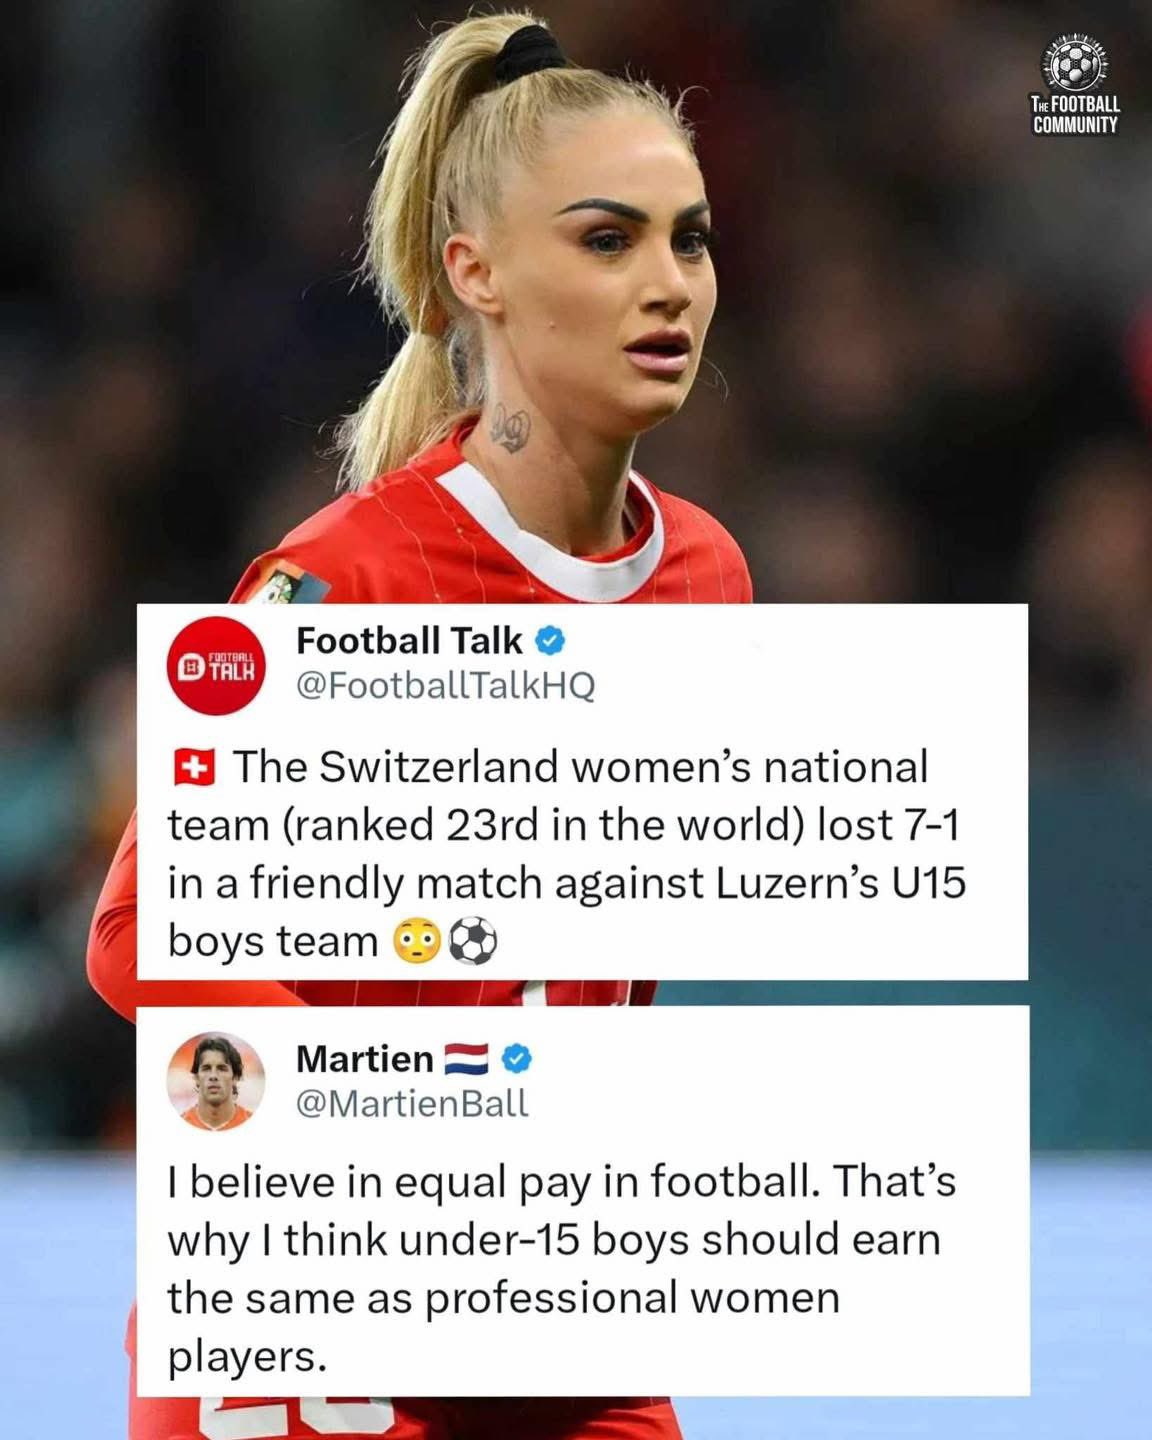 THE FOOTBALL
COMMUNITY
FOOTBALL
TALK
Football Talk
@FootballTalkHQ
🇨🇭 The Switzerland women’s national
team (ranked 23rd in the world) lost 7-1
in a friendly match against Luzern’s U15
boys team 😳⚽
Martien 🇳🇱
@MartienBall
I believe in equal pay in football. That’s
why I think under-15 boys should earn
the same as professional women
players.